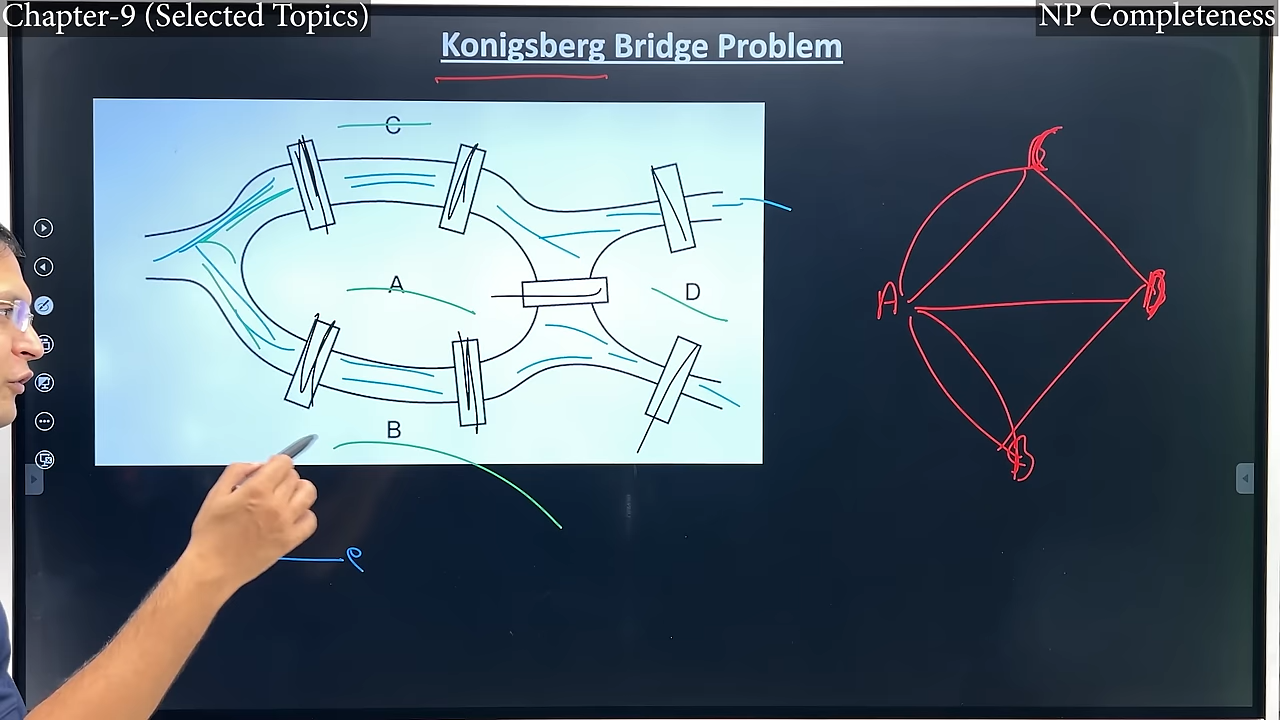 Chapter-9 (Selected Topics)
NP Completeness
Konigsberg Bridge Problem
C
A
D
B
C
A
D
B
e